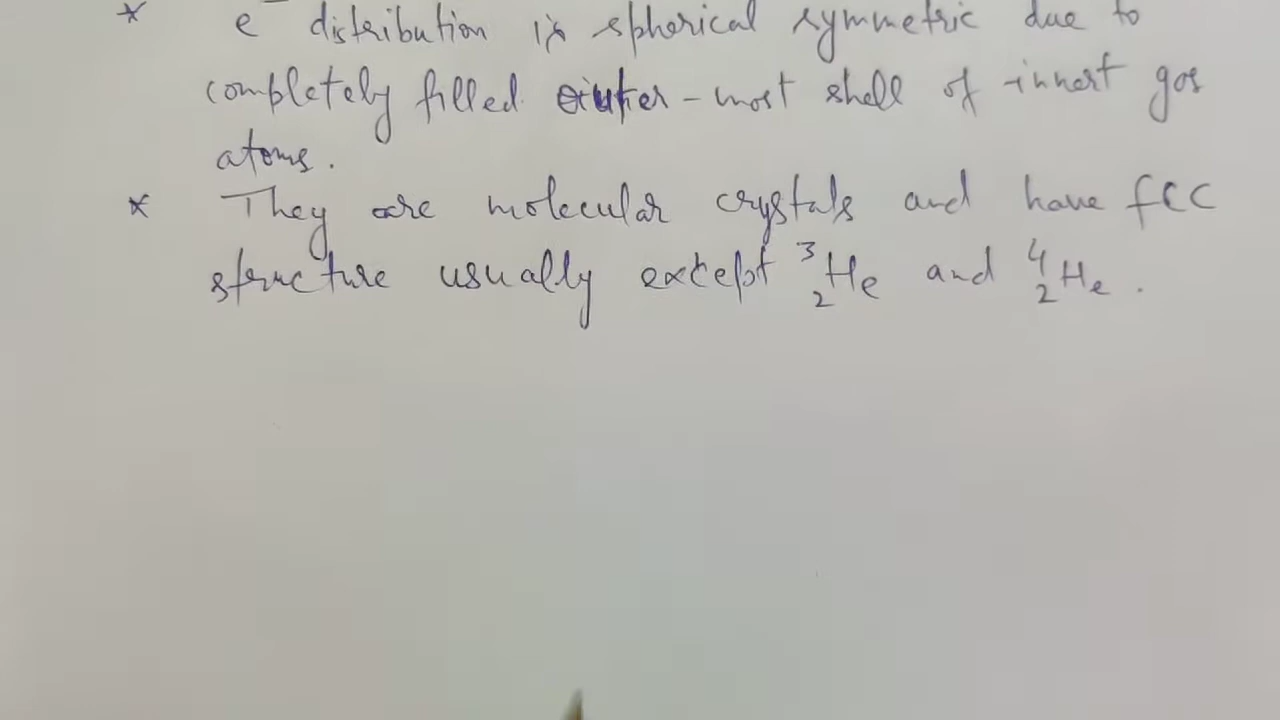 * e⁻ distribution is spherical symmetric due to
completely filled outer-most shell of innert gas
atoms.
* They are molecular crystals and have fCC
structure usually except ³₂He and ⁴₂He.